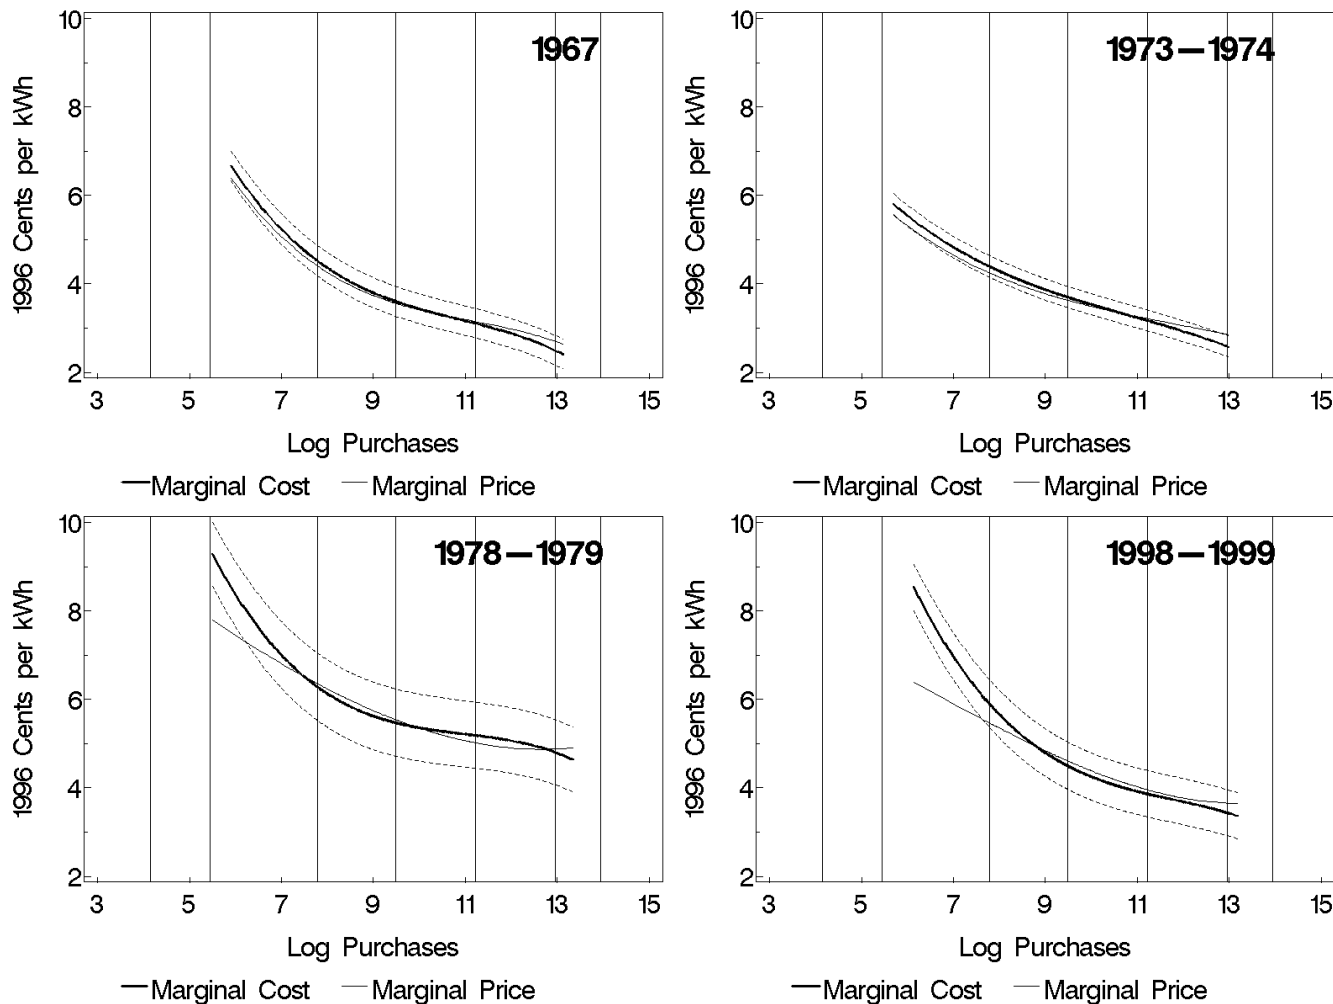 1967
1996 Cents per kWh
10
8
6
4
2
3 5 7 9 11 13 15
Log Purchases
Marginal Cost Marginal Price
1973—1974
1996 Cents per kWh
10
8
6
4
2
3 5 7 9 11 13 15
Log Purchases
Marginal Cost Marginal Price
1978—1979
1996 Cents per kWh
10
8
6
4
2
3 5 7 9 11 13 15
Log Purchases
Marginal Cost Marginal Price
1998—1999
1996 Cents per kWh
10
8
6
4
2
3 5 7 9 11 13 15
Log Purchases
Marginal Cost Marginal Price